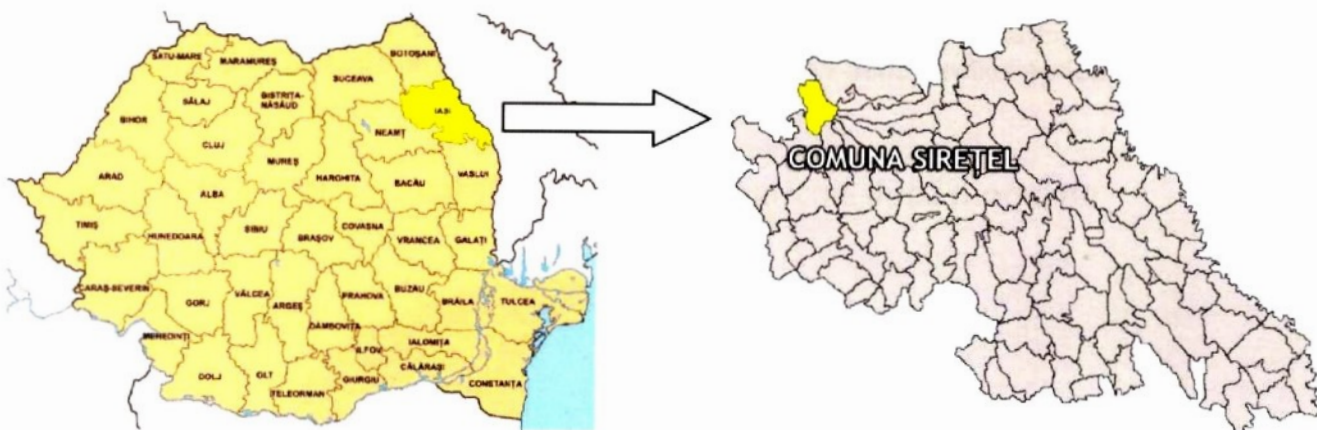 BOTOȘANI
SATU-MARE
MARAMUREȘ
SUCEAVA
IAȘI
SĂLAJ
BISTRIȚA-
NĂSĂUD
BIHOR
NEAMȚ
CLUJ
COMUNA SIREȚEL
MUREȘ
HARGHITA
BACĂU
VASLUI
ARAD
ALBA
TIMIȘ
HUNEDOARA
SIBIU
BRAȘOV
COVASNA
VRANCEA
GALAȚI
CARAȘ-SEVERIN
GORJ
VÂLCEA
ARGEȘ
PRAHOVA
BUZĂU
BRĂILA
TULCEA
DÂMBOVIȚA
MEREDINȚI
IALOMIȚA
ILFOV
CĂLĂRAȘI
DOLJ
OLT
TELEORMAN
GIURGIU
CONSTANȚA